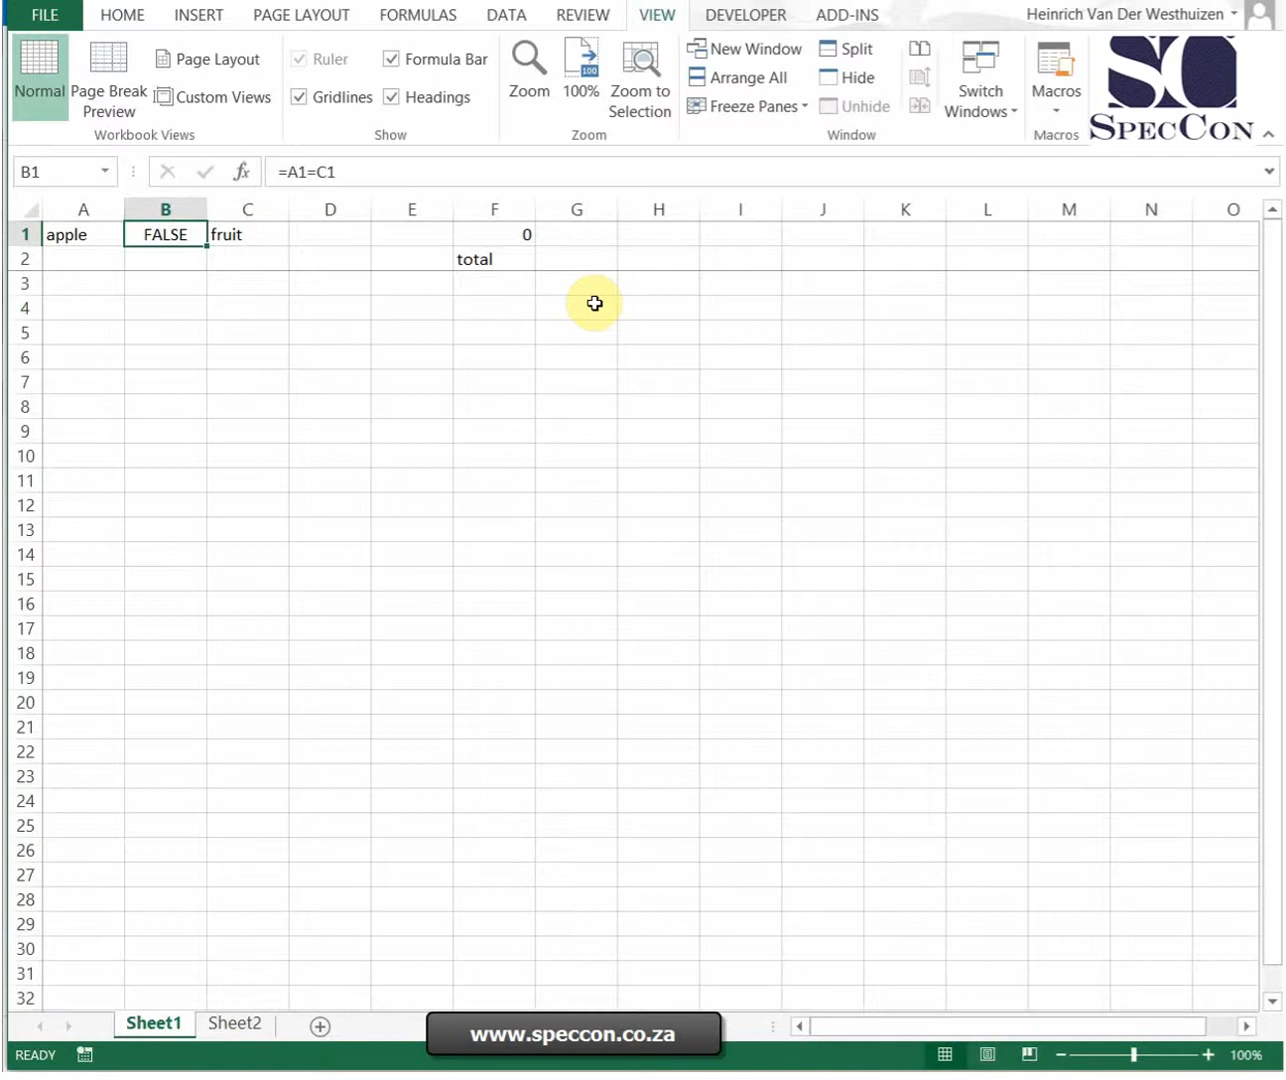 FILE HOME INSERT PAGE LAYOUT FORMULAS DATA REVIEW VIEW DEVELOPER ADD-INS Heinrich Van Der Westhuizen
Normal Page Break Preview Page Layout Custom Views
Workbook Views
Ruler Formula Bar
Gridlines Headings
Show
Zoom 100% Zoom to Selection
100
Zoom
New Window Split
Arrange All Hide
Freeze Panes Unhide
Switch Windows
Window
Macros
Macros
SC
SPECCON
B1 fx =A1=C1
A B C D E F G H I J K L M N O
1 apple FALSE fruit 0
2 total
3
4
5
6
7
8
9
10
11
12
13
14
15
16
17
18
19
20
21
22
23
24
25
26
27
28
29
30
31
32
Sheet1 Sheet2
www.speccon.co.za
READY 100%